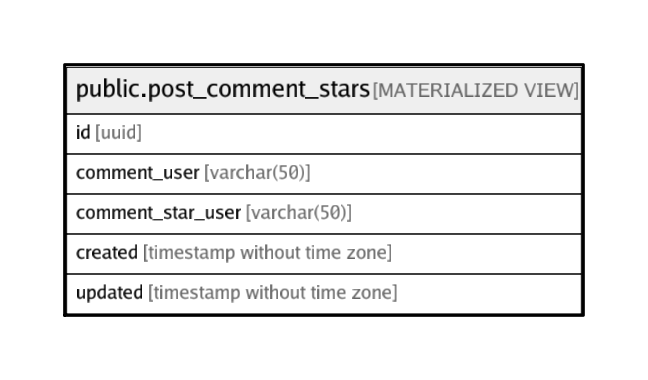 public.post_comment_stars[MATERIALIZED VIEW]
id [uuid]
comment_user [varchar(50)]
comment_star_user [varchar(50)]
created [timestamp without time zone]
updated [timestamp without time zone]